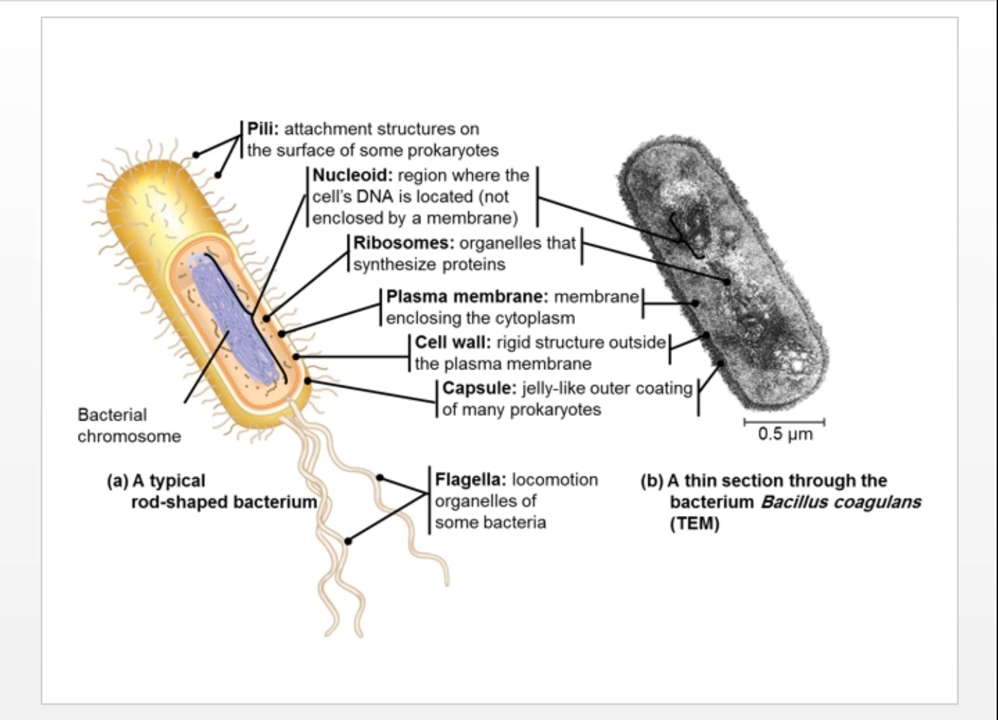 Pili: attachment structures on
the surface of some prokaryotes
Nucleoid: region where the
cell's DNA is located (not
enclosed by a membrane)
Ribosomes: organelles that
synthesize proteins
Plasma membrane: membrane
enclosing the cytoplasm
Cell wall: rigid structure outside
the plasma membrane
Capsule: jelly-like outer coating
of many prokaryotes
Bacterial
chromosome
0.5 µm
(a) A typical
rod-shaped bacterium
Flagella: locomotion
organelles of
some bacteria
(b) A thin section through the
bacterium Bacillus coagulans
(TEM)